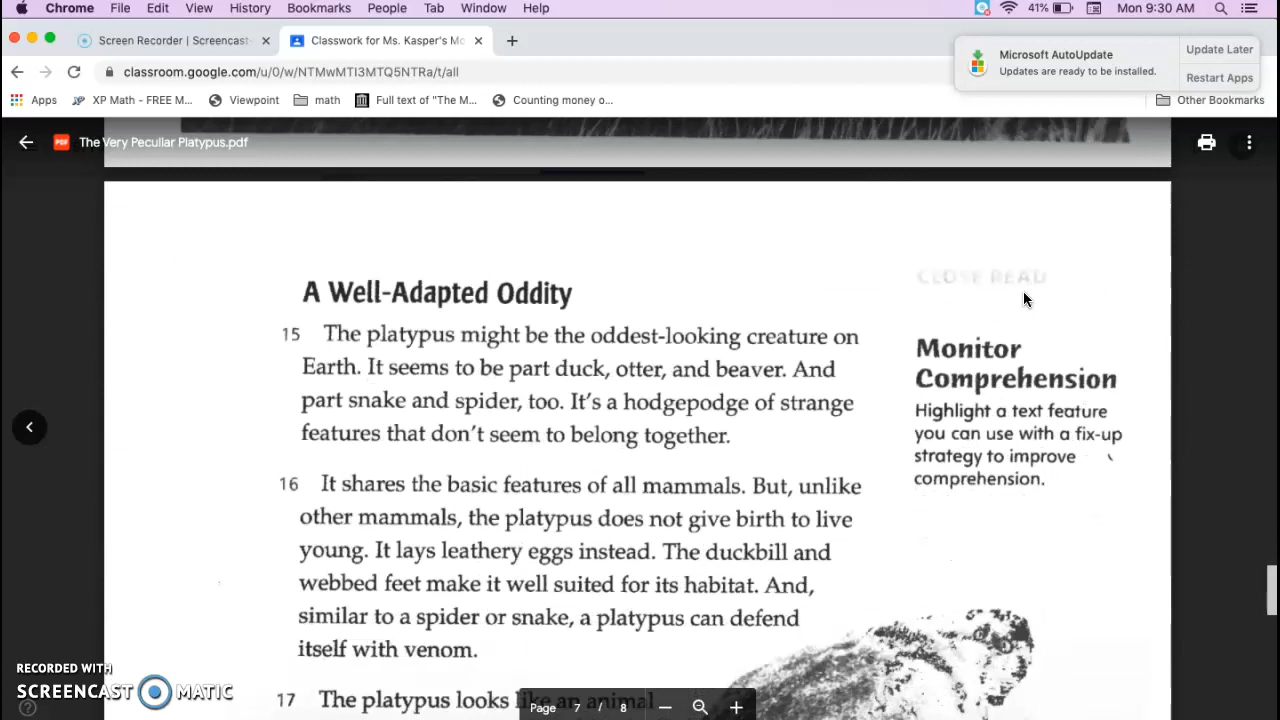 Chrome File Edit View History Bookmarks People Tab Window Help 41% Mon 9:30 AM
Screen Recorder | Screencast- Classwork for Ms. Kasper's Mo
Microsoft AutoUpdate
Updates are ready to be installed.
Update Later
Restart Apps
classroom.google.com/u/0/w/NTMwMTI3MTQ5NTRa/t/all
Apps XP Math - FREE M... Viewpoint math Full text of "The M... Counting money o... Other Bookmarks
PDF The Very Peculiar Platypus.pdf
A Well-Adapted Oddity
15 The platypus might be the oddest-looking creature on
Earth. It seems to be part duck, otter, and beaver. And
part snake and spider, too. It's a hodgepodge of strange
features that don't seem to belong together.
16 It shares the basic features of all mammals. But, unlike
other mammals, the platypus does not give birth to live
young. It lays leathery eggs instead. The duckbill and
webbed feet make it well suited for its habitat. And,
similar to a spider or snake, a platypus can defend
itself with venom.
17 The platypus looks like an animal
CLOSE READ
Monitor
Comprehension
Highlight a text feature
you can use with a fix-up
strategy to improve
comprehension.
Page 7 / 8
RECORDED WITH
SCREENCAST MATIC